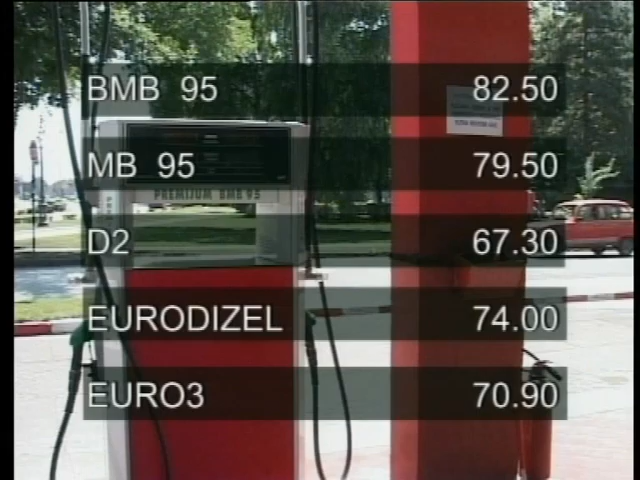 BMB 95 82.50
MB 95 79.50
PREMIJUM BMB 95
D2 67.30
EURODIZEL 74.00
EURO3 70.90